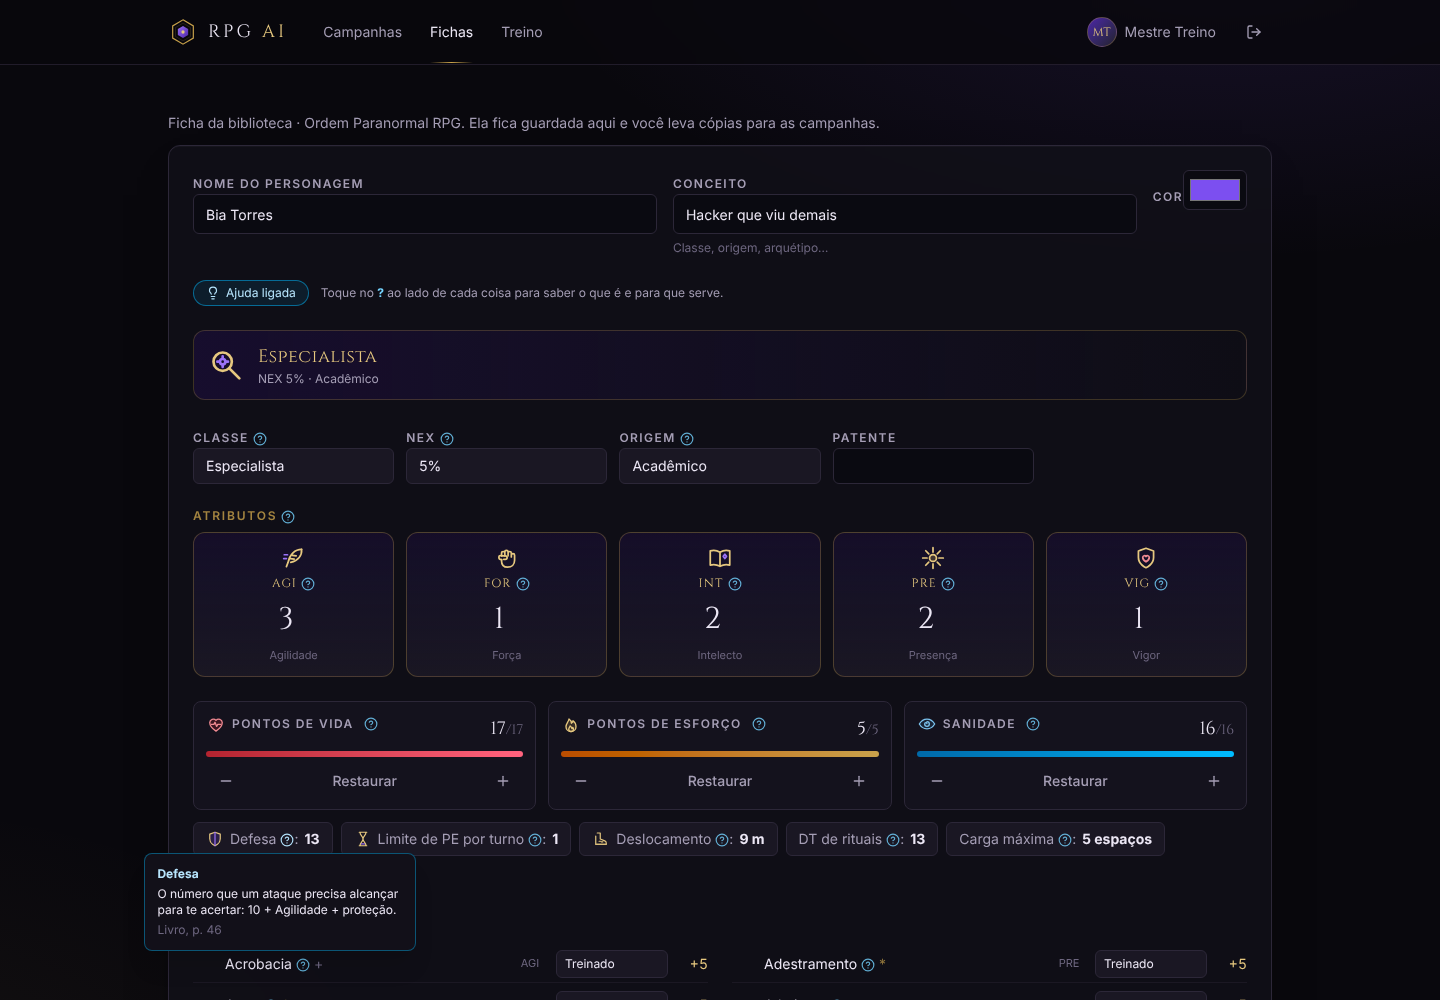 RPG AI
Campanhas
Fichas
Treino
MT
Mestre Treino
Ficha da biblioteca · Ordem Paranormal RPG. Ela fica guardada aqui e você leva cópias para as campanhas.
NOME DO PERSONAGEM
CONCEITO
COR
Bia Torres
Hacker que viu demais
Classe, origem, arquétipo...
Ajuda ligada
Toque no ? ao lado de cada coisa para saber o que é e para que serve.
Especialista
NEX 5% · Acadêmico
CLASSE ?
NEX ?
ORIGEM ?
PATENTE
Especialista
5%
Acadêmico
ATRIBUTOS ?
AGI ?
3
Agilidade
FOR ?
1
Força
INT ?
2
Intelecto
PRE ?
2
Presença
VIG ?
1
Vigor
PONTOS DE VIDA ?
17/17
− Restaurar +
PONTOS DE ESFORÇO ?
5/5
− Restaurar +
SANIDADE ?
16/16
− Restaurar +
Defesa ?: 13
Limite de PE por turno ?: 1
Deslocamento ?: 9 m
DT de rituais ?: 13
Carga máxima ?: 5 espaços
Defesa
O número que um ataque precisa alcançar
para te acertar: 10 + Agilidade + proteção.
Livro, p. 46
Acrobacia ? +
AGI
Treinado
+5
Adestramento ? *
PRE
Treinado
+5